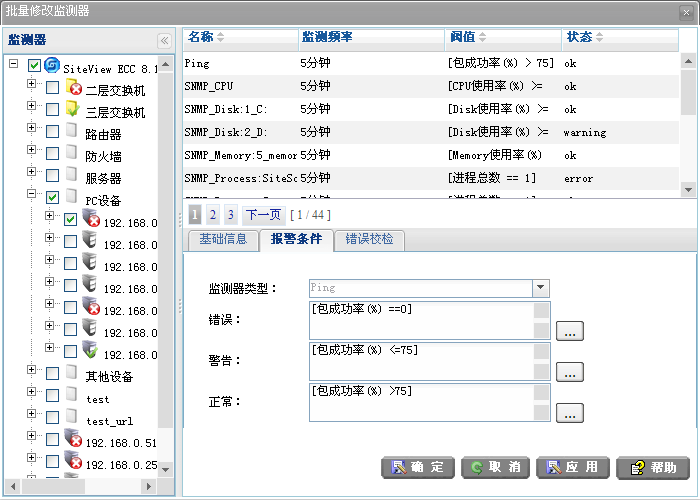 批量修改监测器
监测器
SiteView ECC 8.1
二层交换机
三层交换机
路由器
防火墙
服务器
PC设备
192.168.0
192.168.0
192.168.0
192.168.0
192.168.0
192.168.0
192.168.0
其他设备
test
test_url
192.168.0.51
192.168.0.25
名称 监测频率 阀值 状态
Ping 5分钟 [包成功率(%) > 75] ok
SNMP_CPU 5分钟 [CPU使用率(%) >= ok
SNMP_Disk:1_C: 5分钟 [Disk使用率(%) >= ok
SNMP_Disk:2_D: 5分钟 [Disk使用率(%) >= warning
SNMP_Memory:5_memor 5分钟 [Memory使用率(%) ok
SNMP_Process:SiteSc 5分钟 [进程总数 == 1] error
1 2 3 下一页 [ 1 / 44 ]
基础信息 报警条件 错误校检
监测器类型： Ping
错误： [包成功率(%) ==0] ...
警告： [包成功率(%) <=75] ...
正常： [包成功率(%) >75] ...
确 定 取 消 应 用 帮助